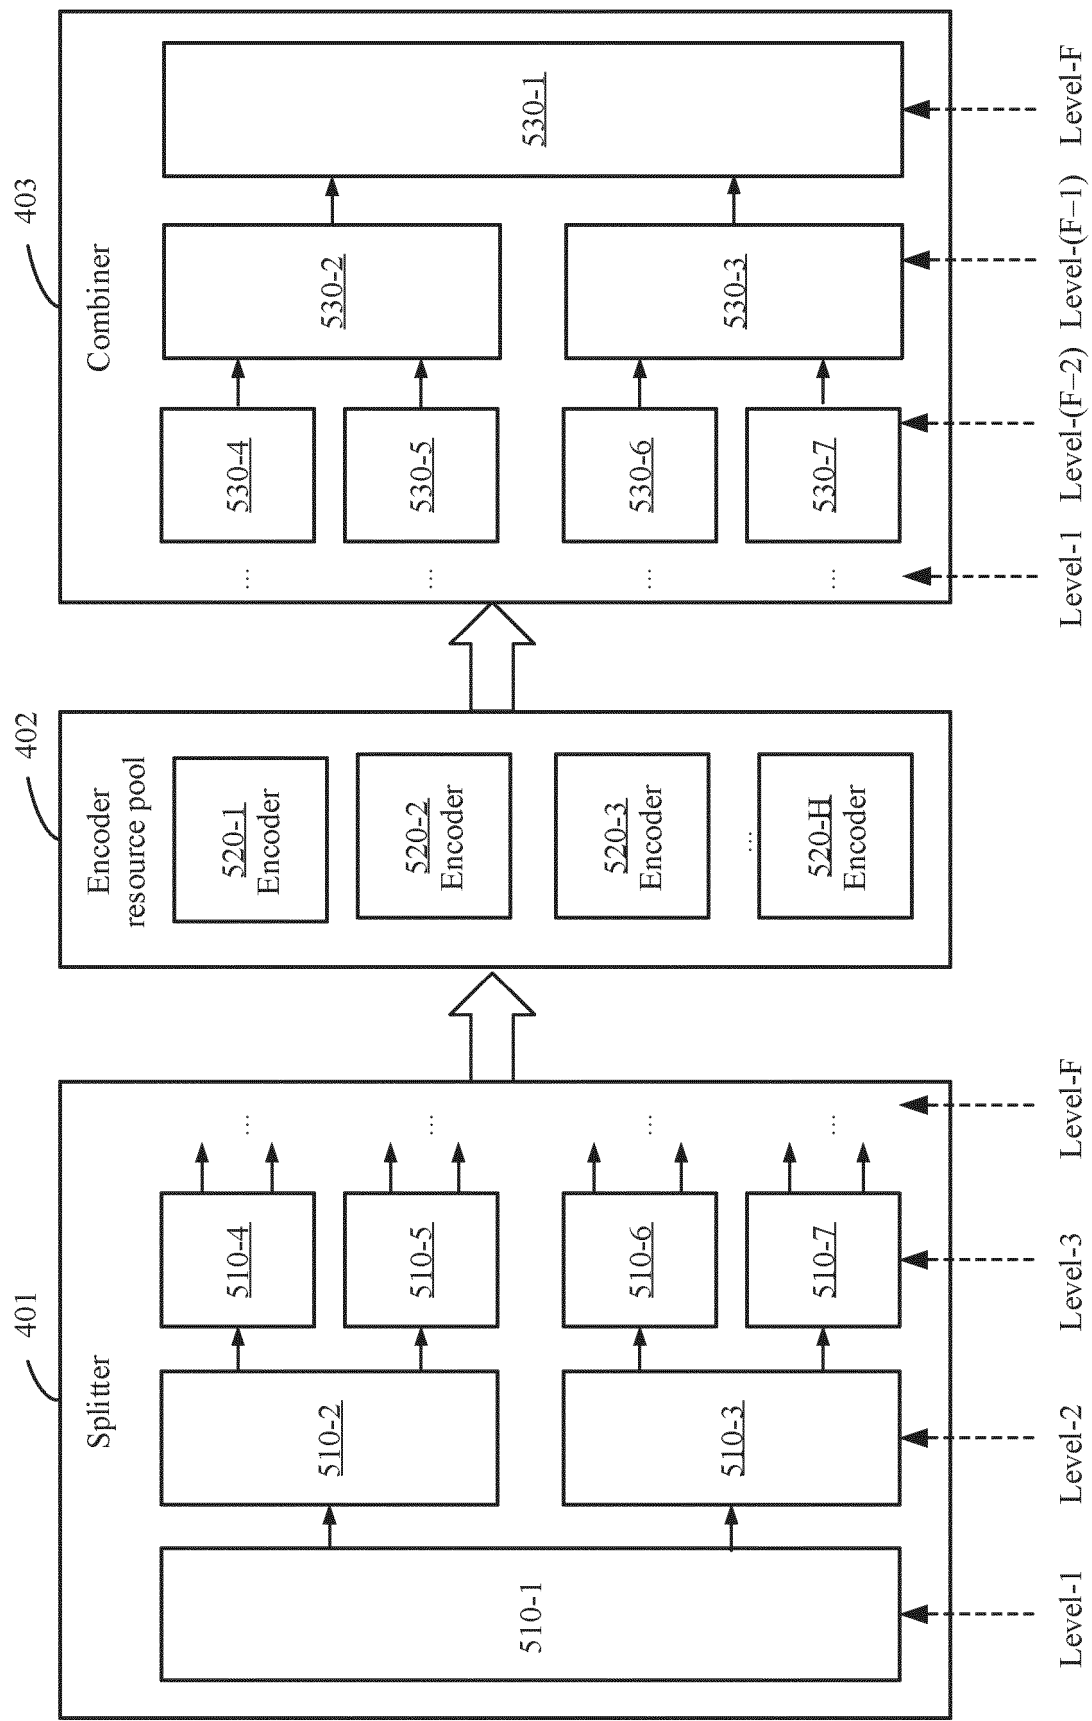 401
Splitter
510-1
510-2
510-3
510-4
510-5
510-6
510-7
...
...
...
...
Level-1
Level-2
Level-3
Level-F
402
Encoder
resource pool
520-1
Encoder
520-2
Encoder
520-3
Encoder
...
520-H
Encoder
403
Combiner
...
...
...
...
530-4
530-5
530-6
530-7
530-2
530-3
530-1
Level-1
Level-(F–2)
Level-(F–1)
Level-F